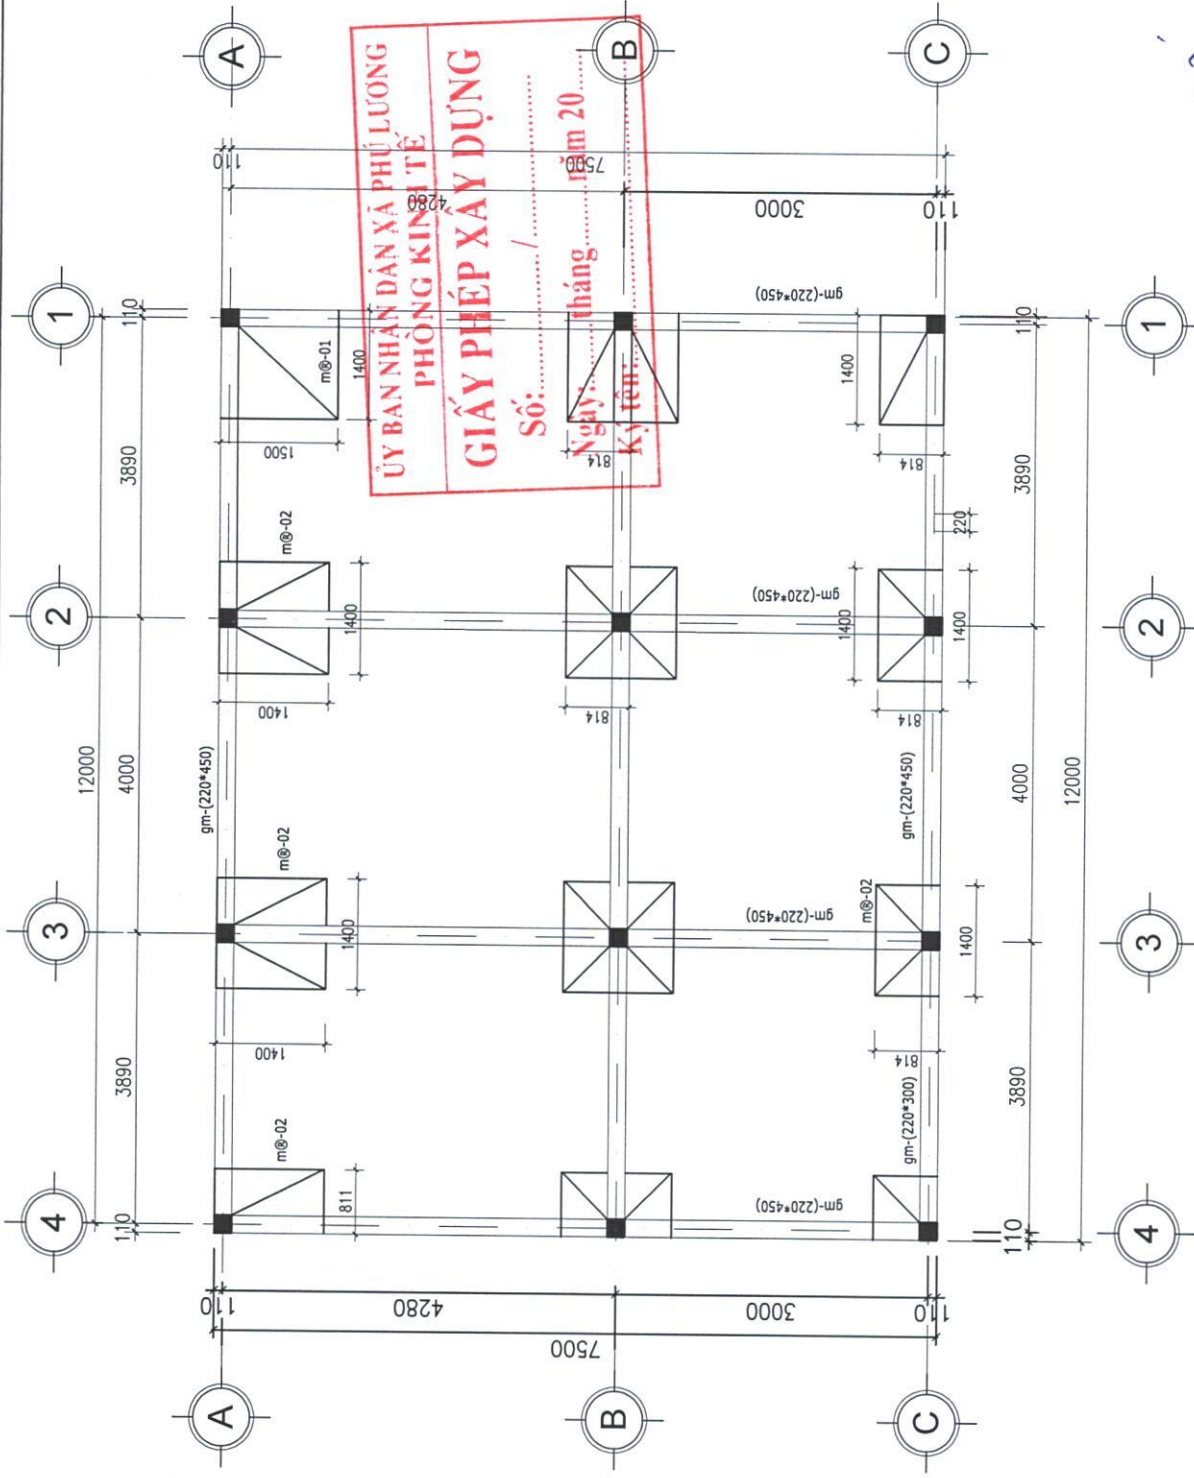 A
B
C
1
2
3
4
ỦY BAN NHÂN DÂN XÃ PHÚ LƯƠNG
PHÒNG KINH TẾ
GIẤY PHÉP XÂY DỰNG
Số:............../..............
Ngày......tháng......năm 20......
Ký tên:
12000
110
3890
4000
3890
110
gm-(220*450)
m®-02
m®-02
m®-02
m®-01
1500
1400
1400
1400
1400
1400
1400
811
110
4280
3000
110
7500
110
4280
3000
110
7500
814
814
814
814
814
1400
1400
1400
1400
220
gm-(220*450)
gm-(220*450)
gm-(220*450)
gm-(220*450)
gm-(220*450)
gm-(220*300)
m®-02
110
3890
4000
3890
110
12000
4
3
2
1
A
B
C